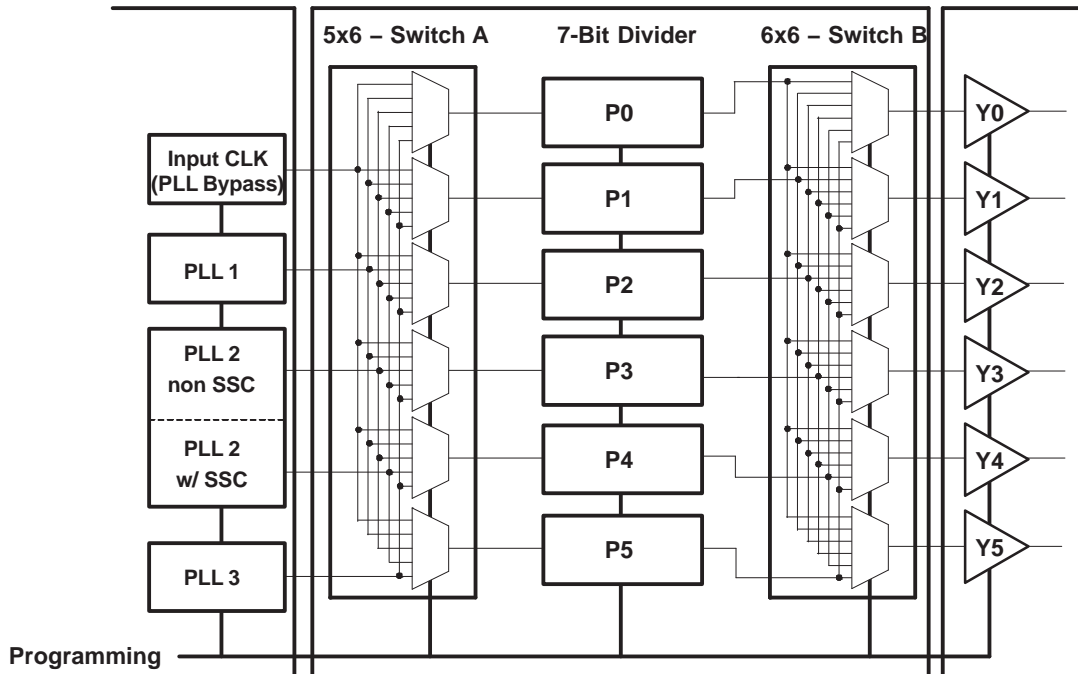 5x6 – Switch A
7-Bit Divider
6x6 – Switch B
Input CLK
(PLL Bypass)
PLL 1
PLL 2
non SSC
PLL 2
w/ SSC
PLL 3
P0
P1
P2
P3
P4
P5
Y0
Y1
Y2
Y3
Y4
Y5
Programming